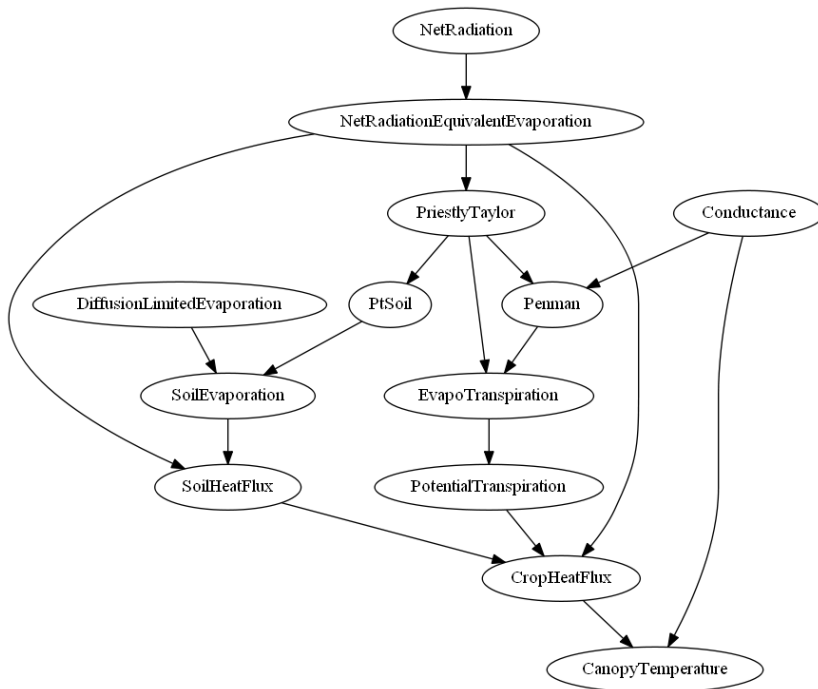 NetRadiation
NetRadiationEquivalentEvaporation
PriestlyTaylor
Conductance
DiffusionLimitedEvaporation
PtSoil
Penman
SoilEvaporation
EvapoTranspiration
SoilHeatFlux
PotentialTranspiration
CropHeatFlux
CanopyTemperature